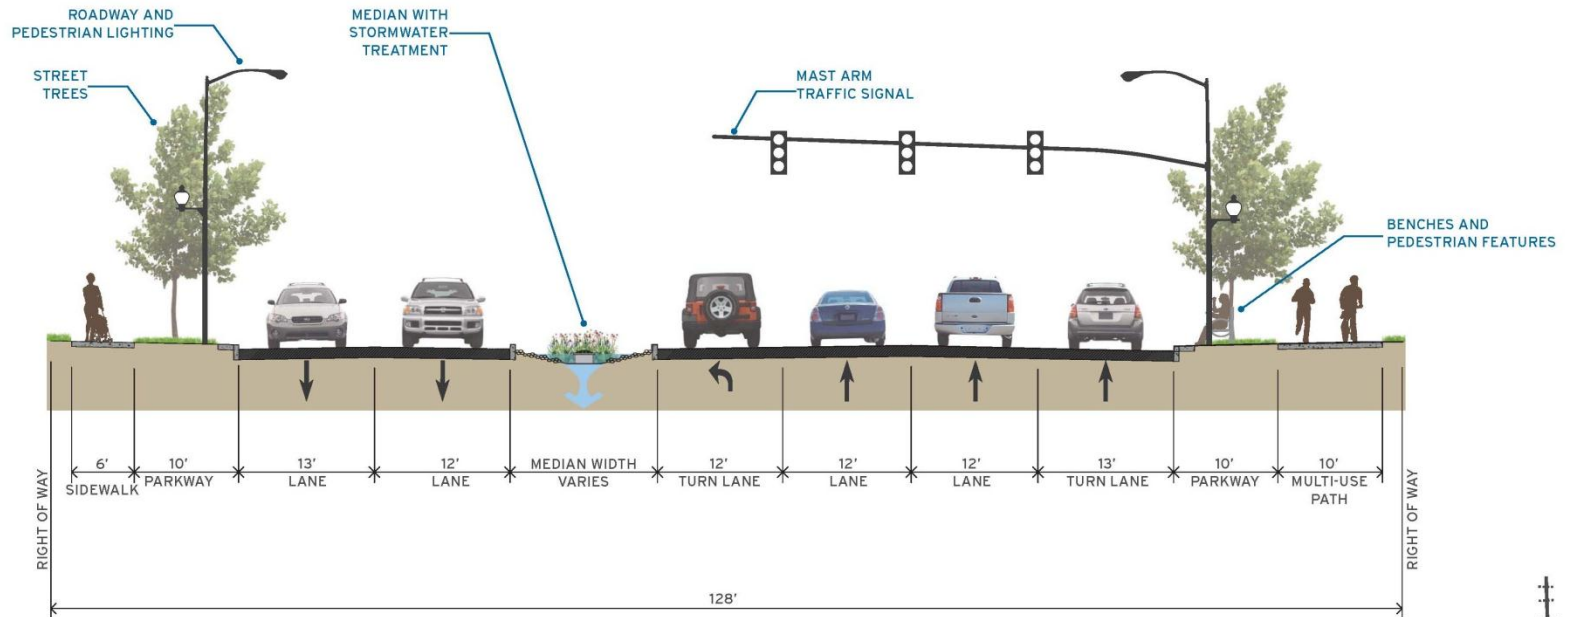 ROADWAY AND
PEDESTRIAN LIGHTING
STREET
TREES
MEDIAN WITH
STORMWATER
TREATMENT
MAST ARM
TRAFFIC SIGNAL
BENCHES AND
PEDESTRIAN FEATURES
6'
SIDEWALK
10'
PARKWAY
13'
LANE
12'
LANE
MEDIAN WIDTH
VARIES
12'
TURN LANE
12'
LANE
12'
LANE
13'
TURN LANE
10'
PARKWAY
10'
MULTI-USE
PATH
RIGHT OF WAY
RIGHT OF WAY
128'